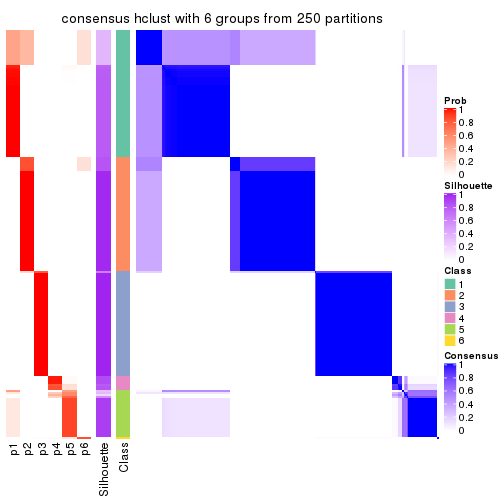 consensus hclust with 6 groups from 250 partitions
Prob
1
0.8
0.6
0.4
0.2
0
Silhouette
1
0.8
0.6
0.4
0.2
0
Class
1
2
3
4
5
6
Consensus
1
0.8
0.6
0.4
0.2
0
p1
p2
p3
p4
p5
p6
Silhouette
Class